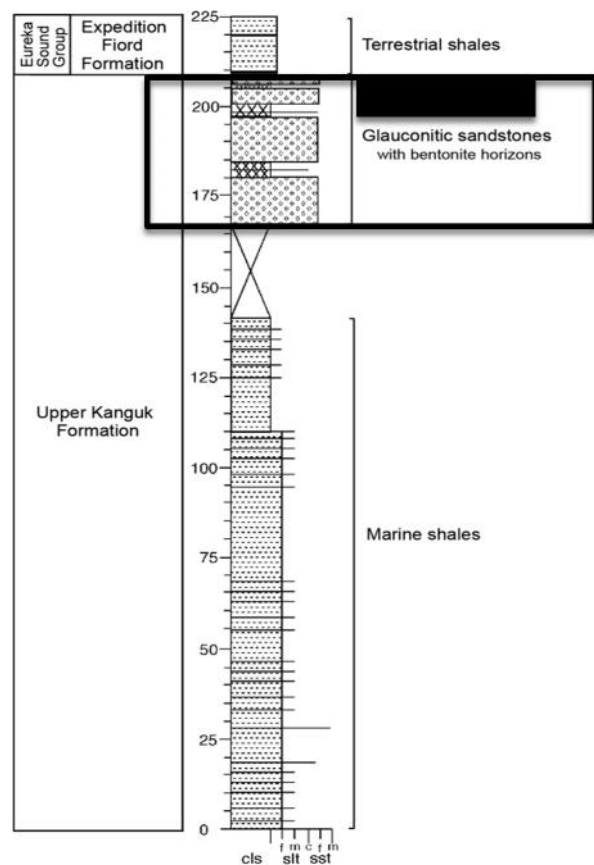 Eureka
Sound
Group
Expedition
Fiord
Formation
225
Terrestrial shales
200
Glauconitic sandstones
with bentonite horizons
175
150
125
Upper Kanguk
Formation
100
Marine shales
75
50
25
0
f m c f m
cls slt sst